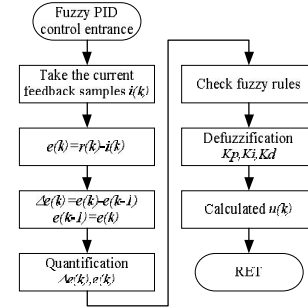 Fuzzy PID
control entrance
Take the current
feedback samples i(k)
e(k)=r(k)-i(k)
Δe(k)=e(k)-e(k-1)
e(k-1)=e(k)
Quantification
Δe(k),e(k)
Check fuzzy rules
Defuzzification
Kp,Ki,Kd
Calculated u(k)
RET